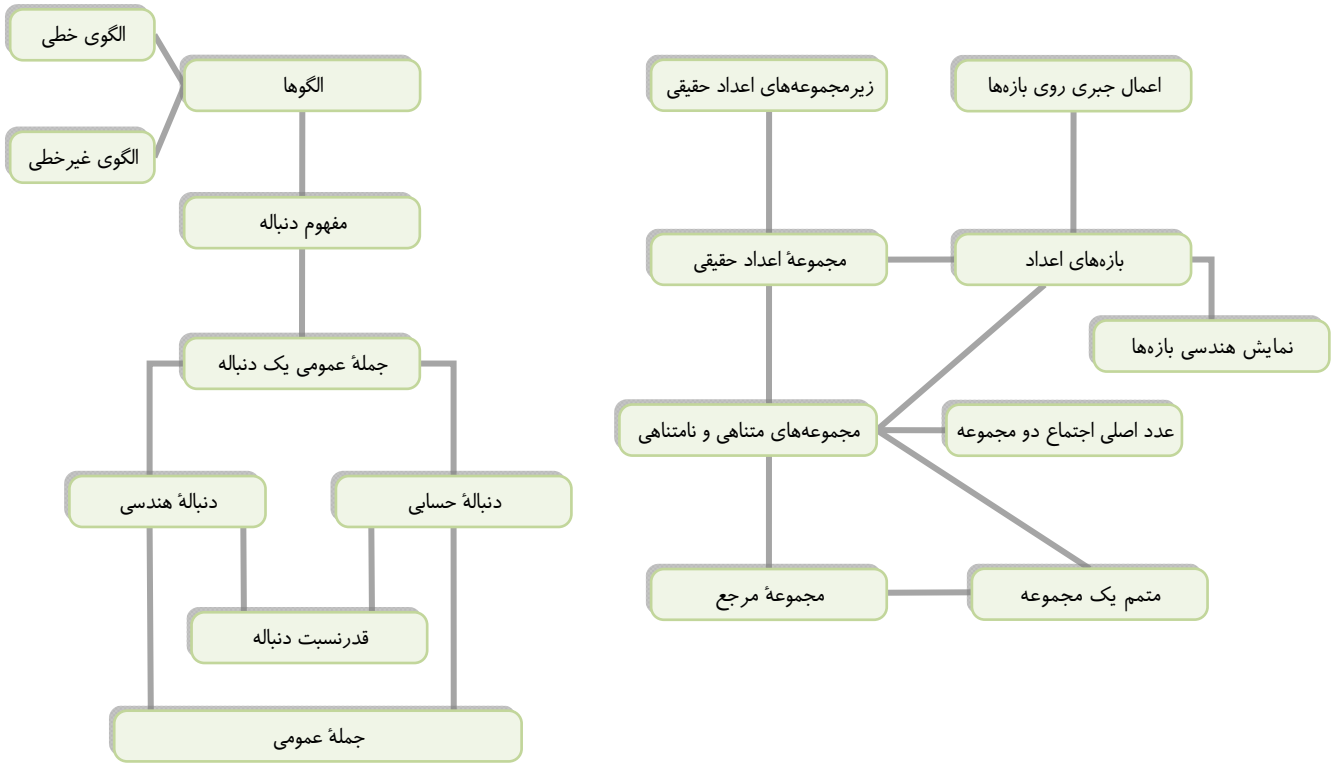 اعمال جبری روی بازه‌ها
زیرمجموعه‌های اعداد حقیقی
بازه‌های اعداد
مجموعهٔ اعداد حقیقی
نمایش هندسی بازه‌ها
عدد اصلی اجتماع دو مجموعه
مجموعه‌های متناهی و نامتناهی
متمم یک مجموعه
مجموعهٔ مرجع
الگوی خطی
الگوها
الگوی غیرخطی
مفهوم دنباله
جملهٔ عمومی یک دنباله
دنبالهٔ حسابی
دنبالهٔ هندسی
قدرنسبت دنباله
جملهٔ عمومی